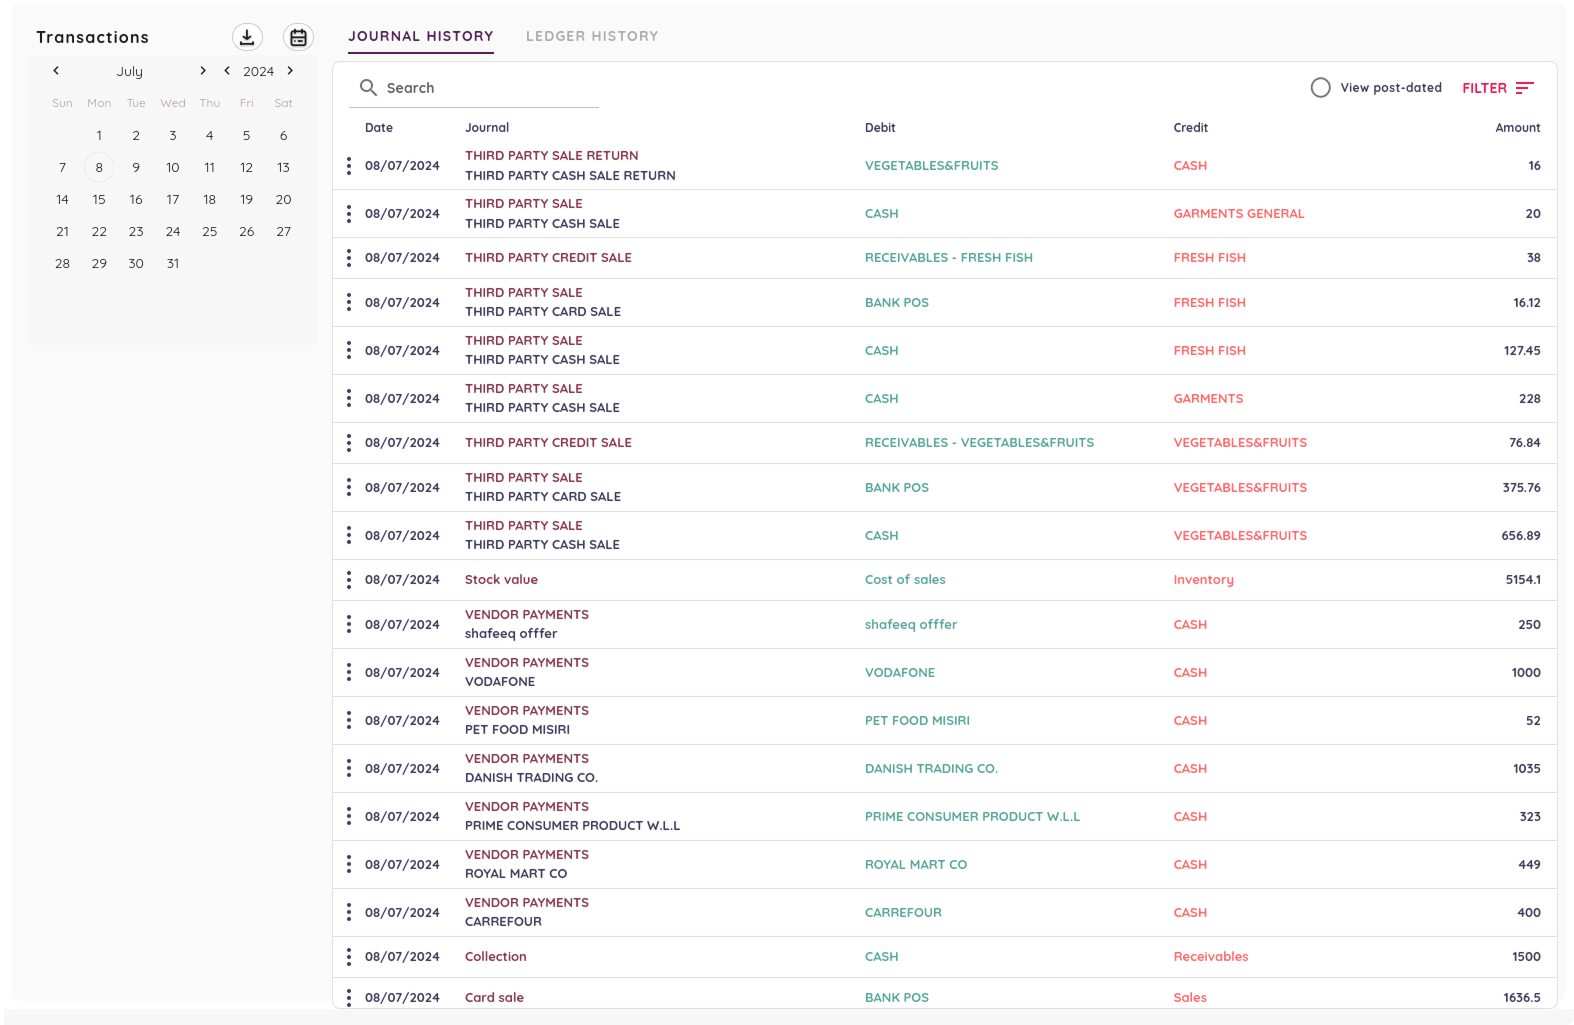 Transactions
July 2024
Sun Mon Tue Wed Thu Fri Sat
1 2 3 4 5 6
7 8 9 10 11 12 13
14 15 16 17 18 19 20
21 22 23 24 25 26 27
28 29 30 31
JOURNAL HISTORY LEDGER HISTORY
Search View post-dated FILTER
Date Journal Debit Credit Amount
THIRD PARTY SALE RETURN
08/07/2024 VEGETABLES&FRUITS CASH 16
THIRD PARTY CASH SALE RETURN
THIRD PARTY SALE
08/07/2024 CASH GARMENTS GENERAL 20
THIRD PARTY CASH SALE
08/07/2024 THIRD PARTY CREDIT SALE RECEIVABLES - FRESH FISH FRESH FISH 38
THIRD PARTY SALE
08/07/2024 BANK POS FRESH FISH 16.12
THIRD PARTY CARD SALE
THIRD PARTY SALE
08/07/2024 CASH FRESH FISH 127.45
THIRD PARTY CASH SALE
THIRD PARTY SALE
08/07/2024 CASH GARMENTS 228
THIRD PARTY CASH SALE
08/07/2024 THIRD PARTY CREDIT SALE RECEIVABLES - VEGETABLES&FRUITS VEGETABLES&FRUITS 76.84
THIRD PARTY SALE
08/07/2024 BANK POS VEGETABLES&FRUITS 375.76
THIRD PARTY CARD SALE
THIRD PARTY SALE
08/07/2024 CASH VEGETABLES&FRUITS 656.89
THIRD PARTY CASH SALE
08/07/2024 Stock value Cost of sales Inventory 5154.1
VENDOR PAYMENTS
08/07/2024 shafeeq offfer CASH 250
shafeeq offfer
VENDOR PAYMENTS
08/07/2024 VODAFONE CASH 1000
VODAFONE
VENDOR PAYMENTS
08/07/2024 PET FOOD MISIRI CASH 52
PET FOOD MISIRI
VENDOR PAYMENTS
08/07/2024 DANISH TRADING CO. CASH 1035
DANISH TRADING CO.
VENDOR PAYMENTS
08/07/2024 PRIME CONSUMER PRODUCT W.L.L CASH 323
PRIME CONSUMER PRODUCT W.L.L
VENDOR PAYMENTS
08/07/2024 ROYAL MART CO CASH 449
ROYAL MART CO
VENDOR PAYMENTS
08/07/2024 CARREFOUR CASH 400
CARREFOUR
08/07/2024 Collection CASH Receivables 1500
08/07/2024 Card sale BANK POS Sales 1636.5